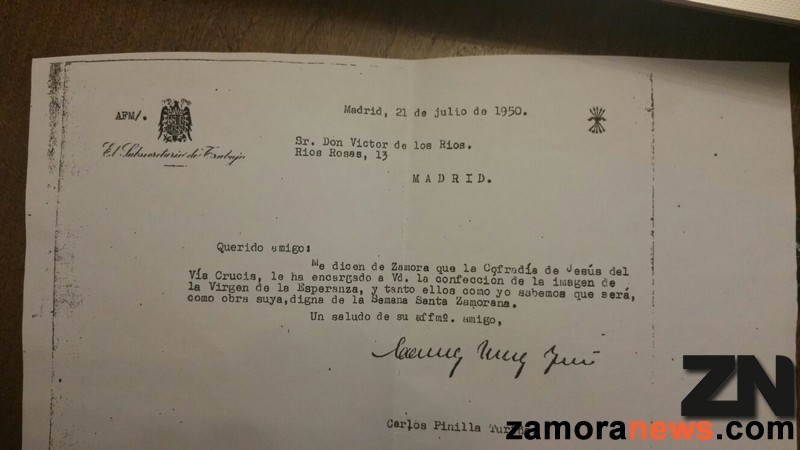 AFM/.
Madrid, 21 de julio de 1950.
El Subsecretario de Trabajo
Sr. Don Victor de los Rios.
Rios Rosas, 13
MADRID.
Querido amigo:
Me dicen de Zamora que la Cofradía de Jesús del
Vía Crucis, le ha encargado a Vd. la confección de la imagen de
la Virgen de la Esperanza, y tanto ellos como yo sabemos que será,
como obra suya, digna de la Semana Santa Zamorana.
Un saludo de su affmº. amigo,
Carlos Pinilla
ZN
zamoranews.com